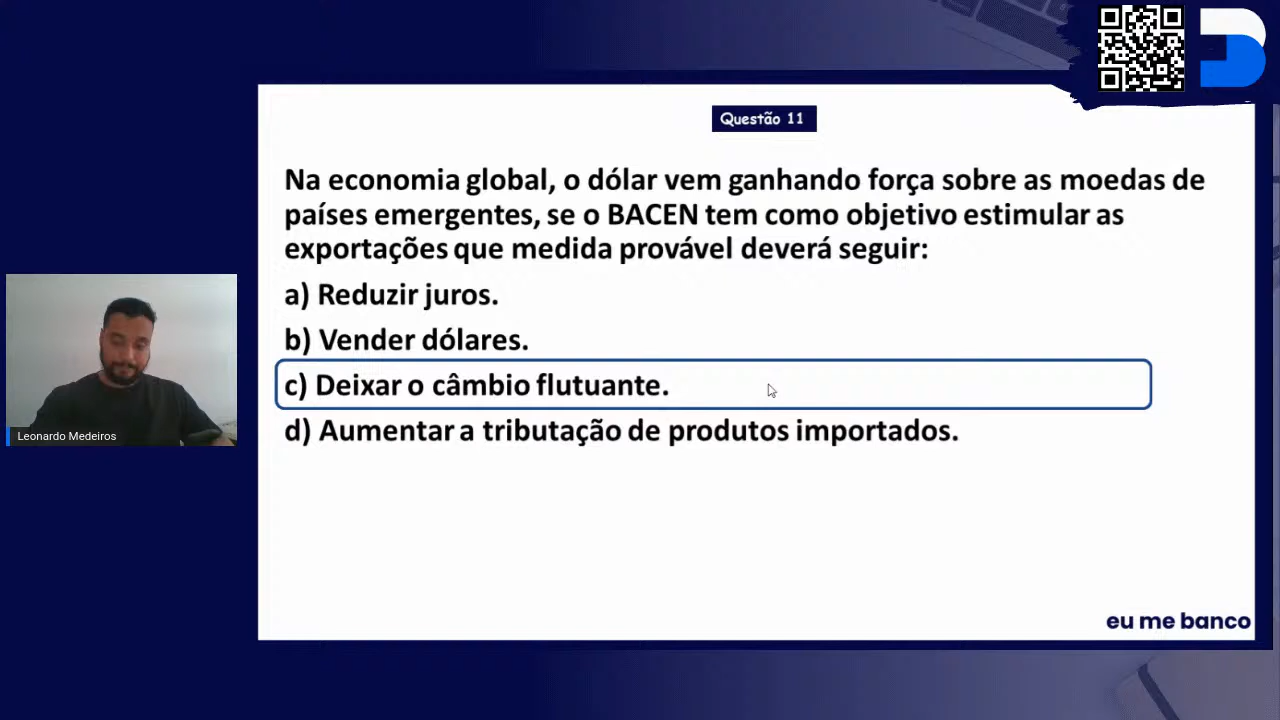 Questão 11
Na economia global, o dólar vem ganhando força sobre as moedas de
países emergentes, se o BACEN tem como objetivo estimular as
exportações que medida provável deverá seguir:
a) Reduzir juros.
b) Vender dólares.
c) Deixar o câmbio flutuante.
d) Aumentar a tributação de produtos importados.
Leonardo Medeiros
eu me banco